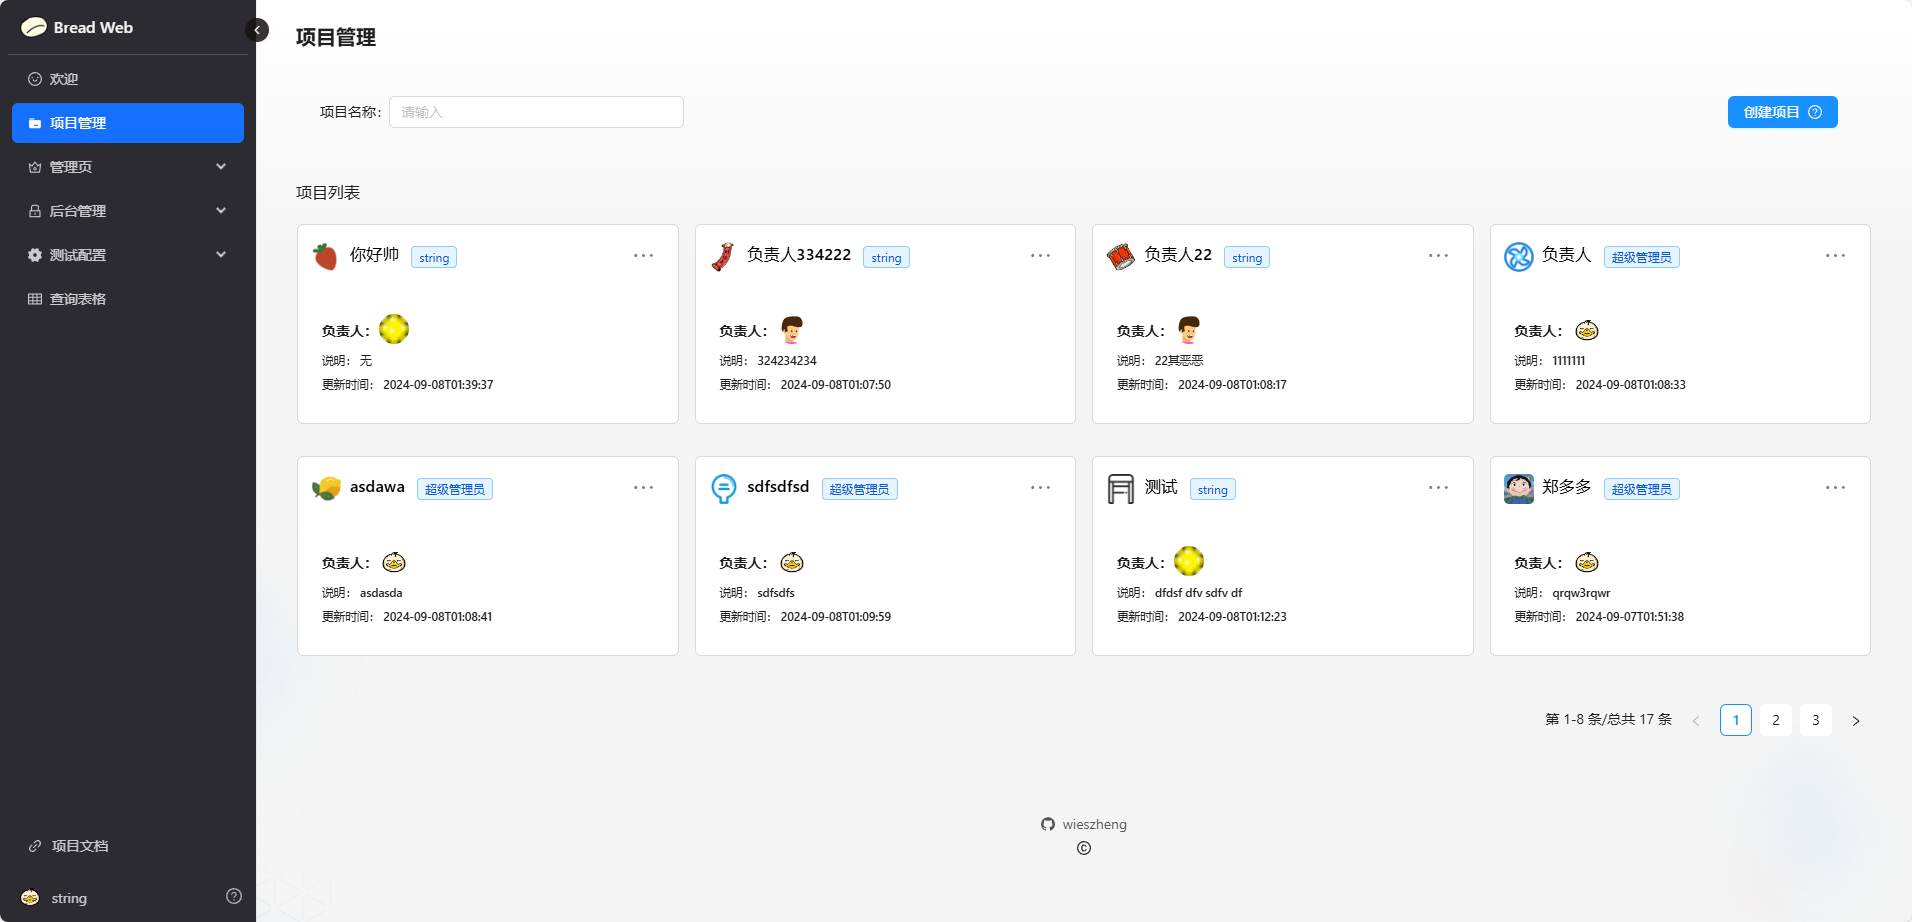 Bread Web
欢迎
项目管理
管理页
后台管理
测试配置
查询表格
项目文档
string
项目管理
项目名称: 请输入
创建项目
项目列表
你好帅 string
负责人:
说明: 无
更新时间: 2024-09-08T01:39:37
负责人334222 string
负责人:
说明: 324234234
更新时间: 2024-09-08T01:07:50
负责人22 string
负责人:
说明: 22其恶恶
更新时间: 2024-09-08T01:08:17
负责人 超级管理员
负责人:
说明: 1111111
更新时间: 2024-09-08T01:08:33
asdawa 超级管理员
负责人:
说明: asdasda
更新时间: 2024-09-08T01:08:41
sdfsdfsd 超级管理员
负责人:
说明: sdfsdfs
更新时间: 2024-09-08T01:09:59
测试 string
负责人:
说明: dfdsf dfv sdfv df
更新时间: 2024-09-08T01:12:23
郑多多 超级管理员
负责人:
说明: qrqw3rqwr
更新时间: 2024-09-07T01:51:38
第 1-8 条/总共 17 条 < 1 2 3 >
wieszheng
©